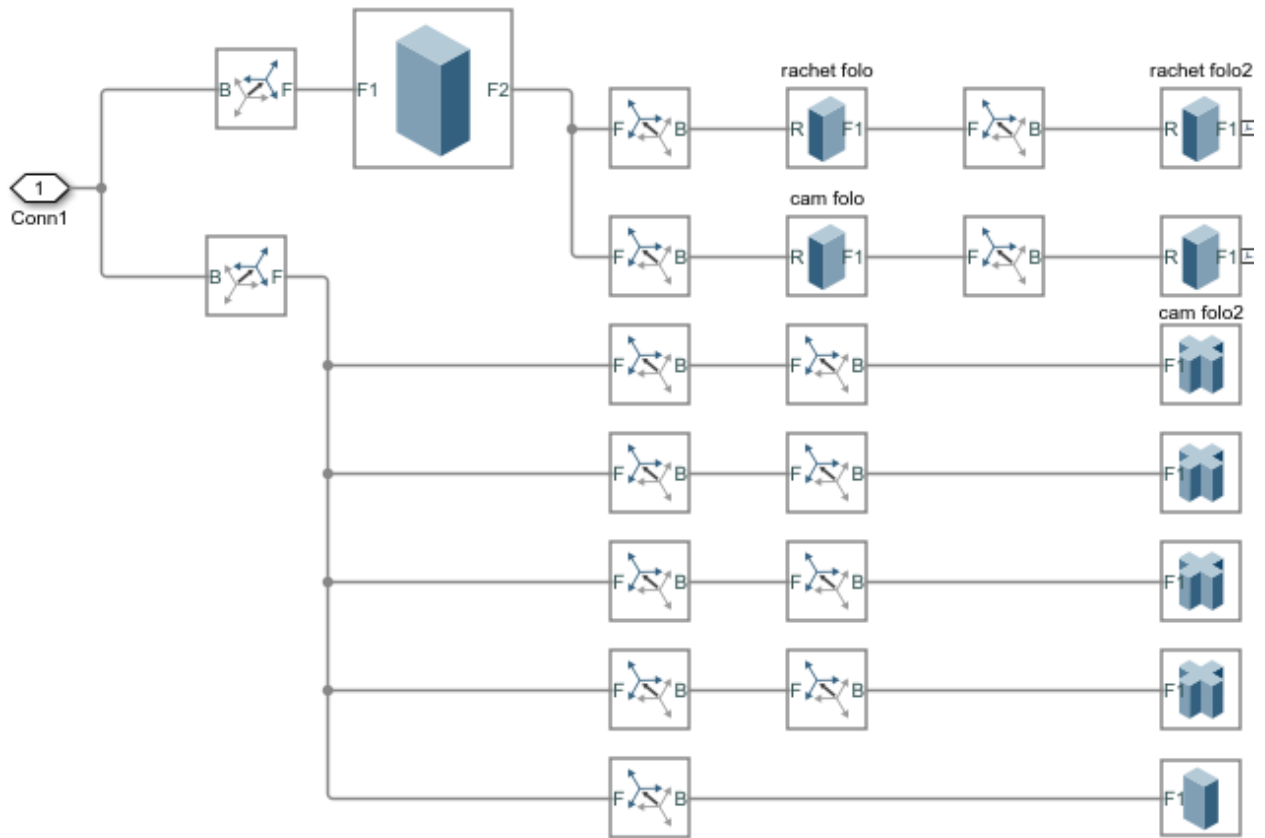 B F
F1 F2
rachet folo
rachet folo2
F B R F1 F B R F1
1
Conn1
cam folo
F B R F1 F B R F1
B F
cam folo2
F B F B F1
F B F B F1
F B F B F1
F B F B F1
F B F1